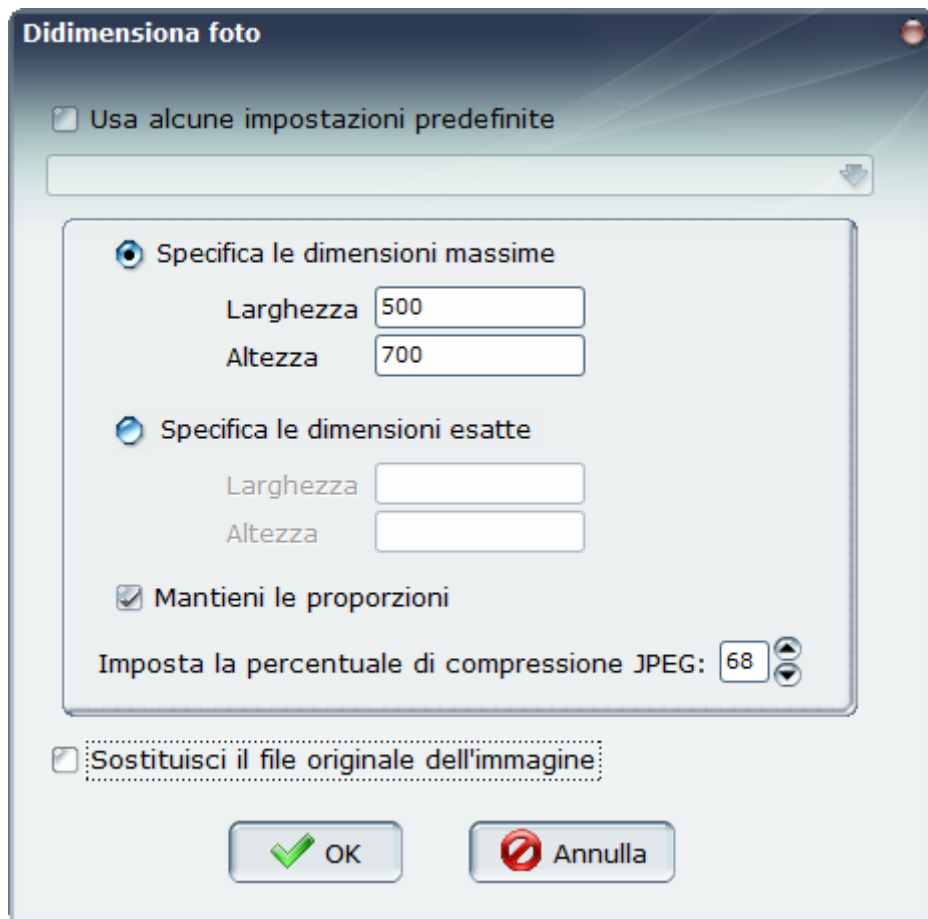 Didimensiona foto
Usa alcune impostazioni predefinite
Specifica le dimensioni massime
Larghezza 500
Altezza 700
Specifica le dimensioni esatte
Larghezza
Altezza
Mantieni le proporzioni
Imposta la percentuale di compressione JPEG: 68
Sostituisci il file originale dell'immagine
OK Annulla